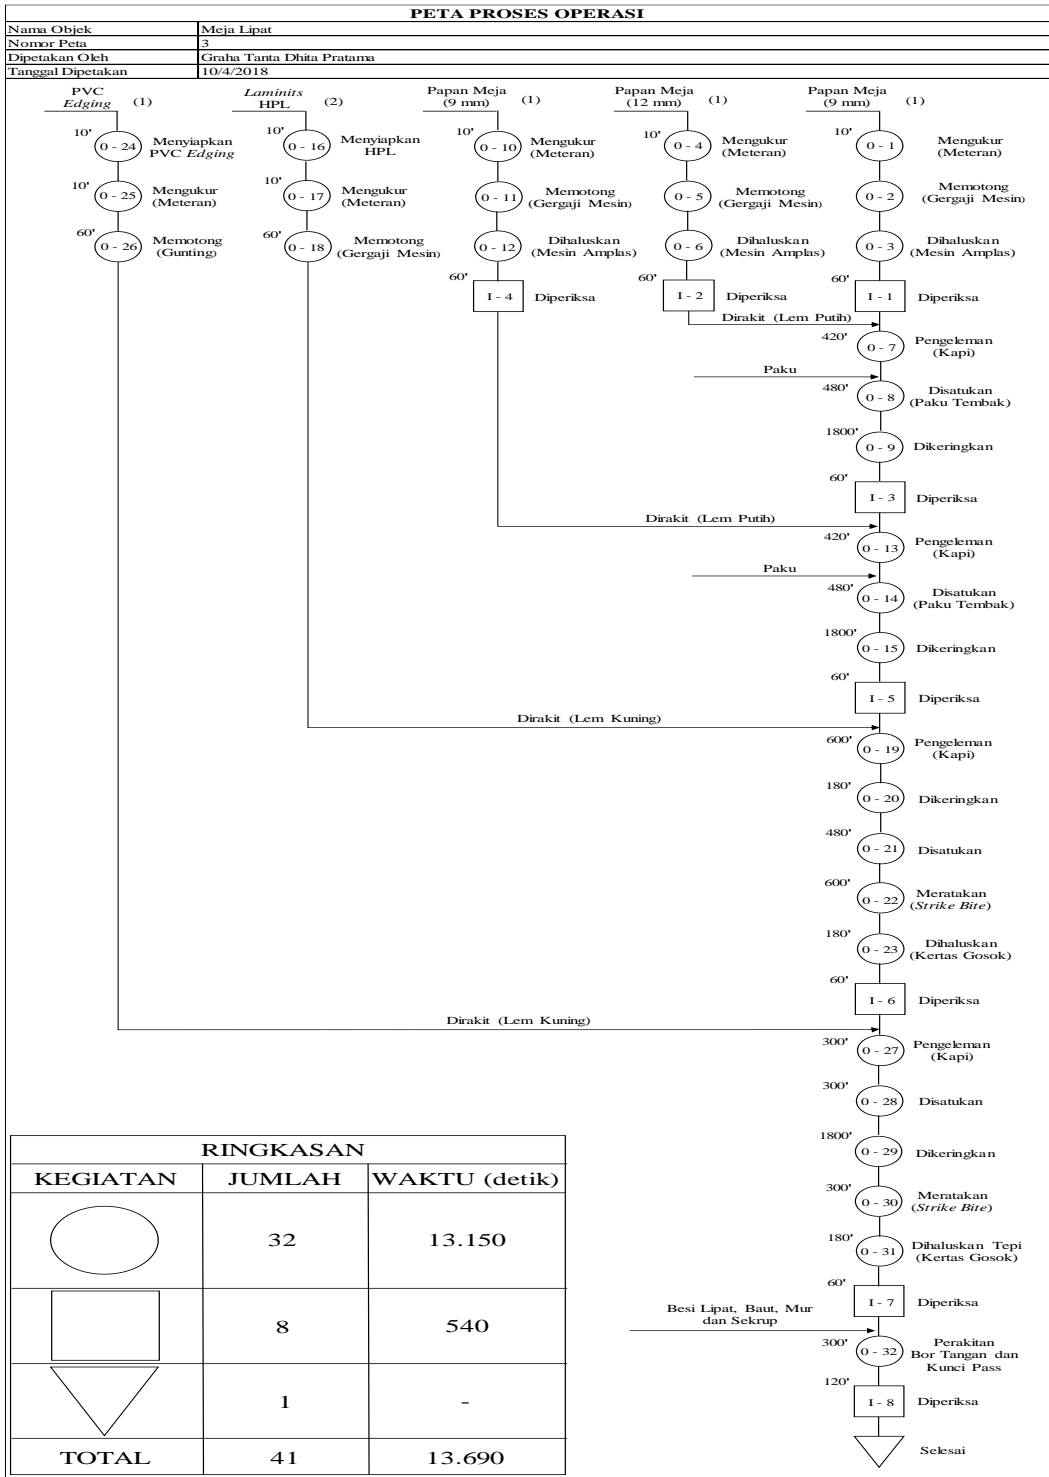 PETA PROSES OPERASI
Nama Objek Meja Lipat
Nomor Peta 3
Dipetakan Oleh Graha Tanta Dhita Pratama
Tanggal Dipetakan 10/4/2018
PVC
Edging (1)
10' 0 - 24 Menyiapkan
PVC Edging
10' 0 - 25 Mengukur
(Meteran)
60' 0 - 26 Memotong
(Gunting)
Laminits
HPL (2)
10' 0 - 16 Menyiapkan
HPL
10' 0 - 17 Mengukur
(Meteran)
60' 0 - 18 Memotong
(Gergaji Mesin)
Papan Meja
(9 mm) (1)
10' 0 - 10 Mengukur
(Meteran)
0 - 11 Memotong
(Gergaji Mesin)
0 - 12 Dihaluskan
(Mesin Amplas)
60' I - 4 Diperiksa
Papan Meja
(12 mm) (1)
10' 0 - 4 Mengukur
(Meteran)
0 - 5 Memotong
(Gergaji Mesin)
0 - 6 Dihaluskan
(Mesin Amplas)
60' I - 2 Diperiksa
Papan Meja
(9 mm) (1)
10' 0 - 1 Mengukur
(Meteran)
0 - 2 Memotong
(Gergaji Mesin)
0 - 3 Dihaluskan
(Mesin Amplas)
60' I - 1 Diperiksa
Dirakit (Lem Putih)
420' 0 - 7 Pengeleman
(Kapi)
Paku
480' 0 - 8 Disatukan
(Paku Tembak)
1800' 0 - 9 Dikeringkan
60' I - 3 Diperiksa
Dirakit (Lem Putih)
420' 0 - 13 Pengeleman
(Kapi)
Paku
480' 0 - 14 Disatukan
(Paku Tembak)
1800' 0 - 15 Dikeringkan
60' I - 5 Diperiksa
Dirakit (Lem Kuning)
600' 0 - 19 Pengeleman
(Kapi)
180' 0 - 20 Dikeringkan
480' 0 - 21 Disatukan
600' 0 - 22 Meratakan
(Strike Bite)
180' 0 - 23 Dihaluskan
(Kertas Gosok)
60' I - 6 Diperiksa
Dirakit (Lem Kuning)
300' 0 - 27 Pengeleman
(Kapi)
300' 0 - 28 Disatukan
1800' 0 - 29 Dikeringkan
300' 0 - 30 Meratakan
(Strike Bite)
180' 0 - 31 Dihaluskan Tepi
(Kertas Gosok)
60' I - 7 Diperiksa
Besi Lipat, Baut, Mur
dan Sekrup
300' 0 - 32 Perakitan
Bor Tangan dan
Kunci Pass
120' I - 8 Diperiksa
Selesai
RINGKASAN
KEGIATAN JUMLAH WAKTU (detik)
32 13.150
8 540
1 -
TOTAL 41 13.690